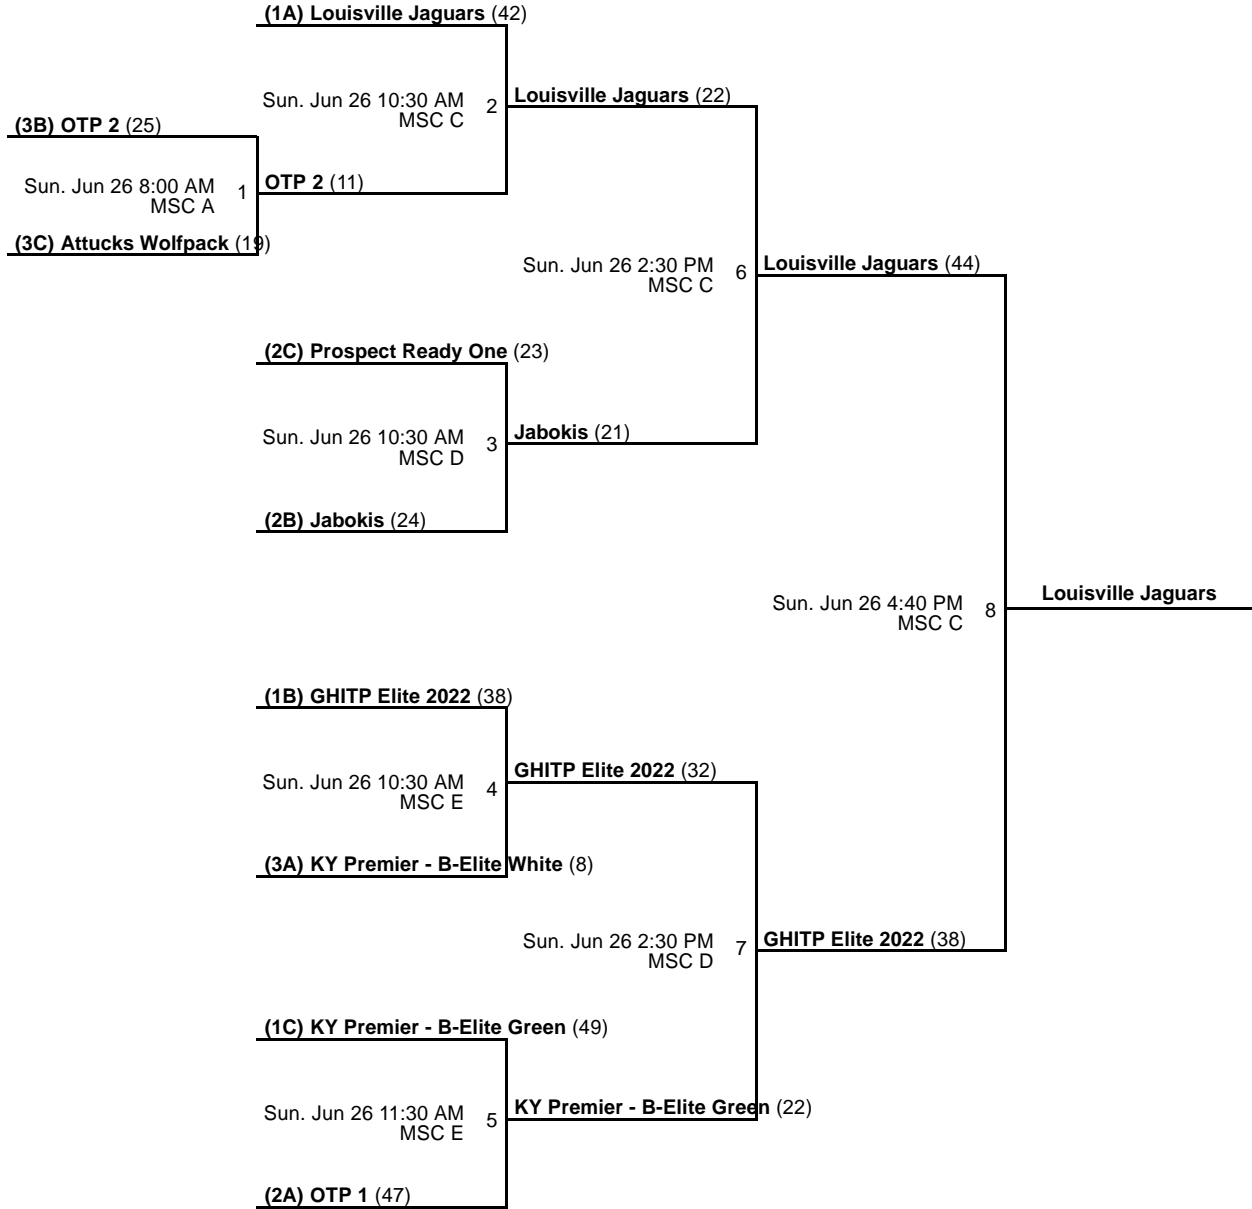 (1A) Louisville Jaguars (42)
Sun. Jun 26 10:30 AM
MSC C
2
Louisville Jaguars (22)
(3B) OTP 2 (25)
Sun. Jun 26 8:00 AM
MSC A
1
OTP 2 (11)
(3C) Attucks Wolfpack (19)
Sun. Jun 26 2:30 PM
MSC C
6
Louisville Jaguars (44)
(2C) Prospect Ready One (23)
Sun. Jun 26 10:30 AM
MSC D
3
Jabokis (21)
(2B) Jabokis (24)
Sun. Jun 26 4:40 PM
MSC C
8
Louisville Jaguars
(1B) GHITP Elite 2022 (38)
Sun. Jun 26 10:30 AM
MSC E
4
GHITP Elite 2022 (32)
(3A) KY Premier - B-Elite White (8)
Sun. Jun 26 2:30 PM
MSC D
7
GHITP Elite 2022 (38)
(1C) KY Premier - B-Elite Green (49)
Sun. Jun 26 11:30 AM
MSC E
5
KY Premier - B-Elite Green (22)
(2A) OTP 1 (47)